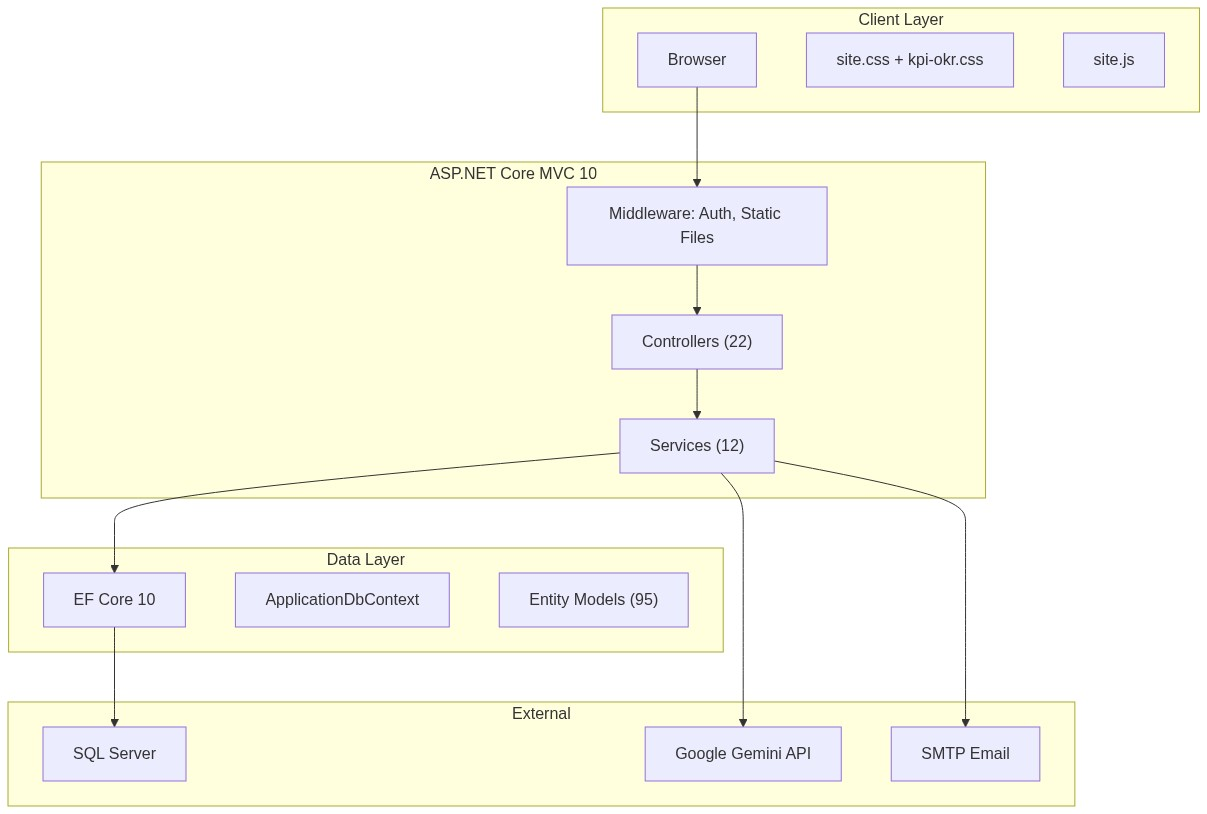 Client Layer
Browser
site.css + kpi-okr.css
site.js
ASP.NET Core MVC 10
Middleware: Auth, Static
Files
Controllers (22)
Services (12)
Data Layer
EF Core 10
ApplicationDbContext
Entity Models (95)
External
SQL Server
Google Gemini API
SMTP Email